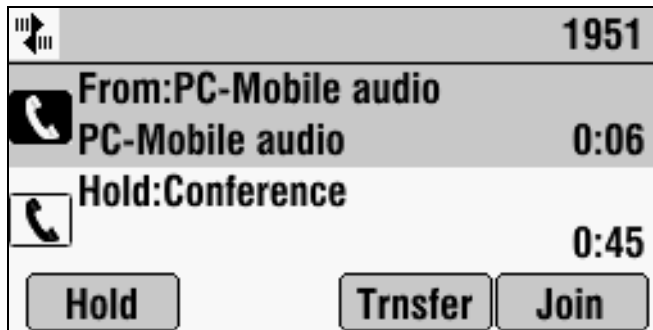 1951
From:PC-Mobile audio
PC-Mobile audio 0:06
Hold:Conference
0:45
Hold Trnsfer Join